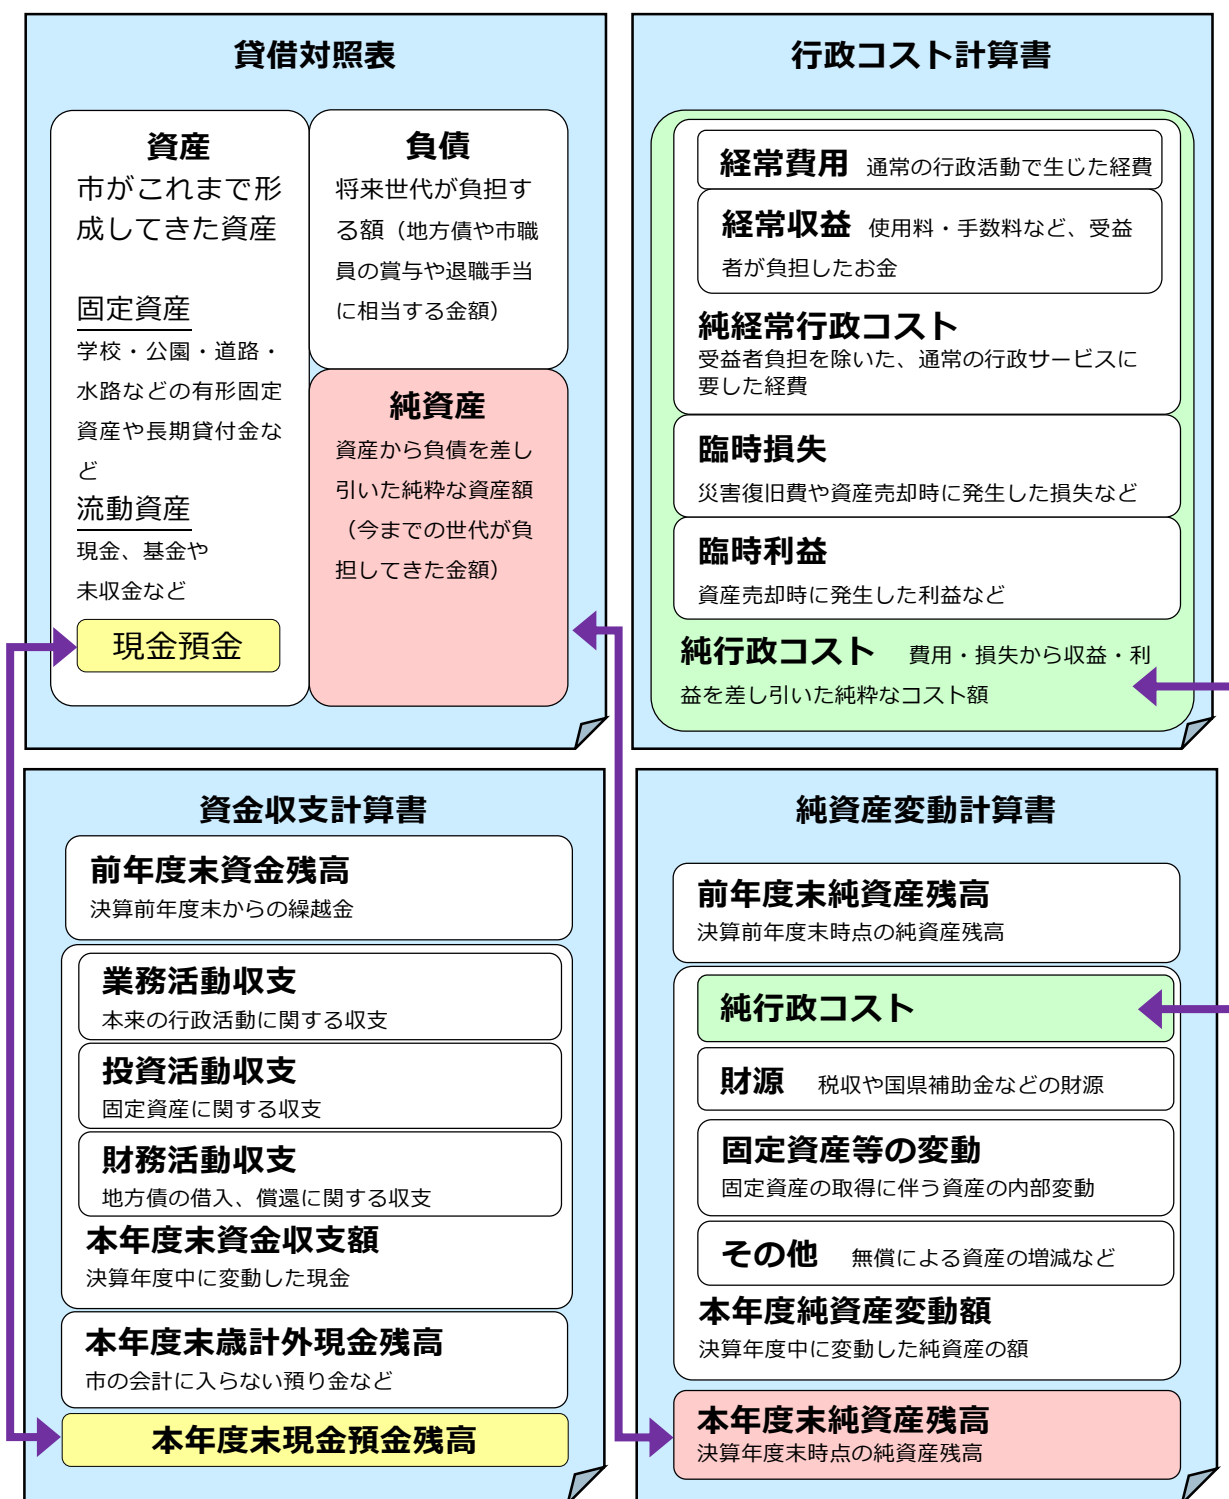 貸借対照表
資産
市がこれまで形
成してきた資産
固定資産
学校・公園・道路・
水路などの有形固定
資産や長期貸付金な
ど
流動資産
現金、基金や
未収金など
現金預金
負債
将来世代が負担す
る額（地方債や市職
員の賞与や退職手当
に相当する金額）
純資産
資産から負債を差し
引いた純粋な資産額
（今までの世代が負
担してきた金額）
行政コスト計算書
経常費用 通常の行政活動で生じた経費
経常収益 使用料・手数料など、受益
者が負担したお金
純経常行政コスト
受益者負担を除いた、通常の行政サービスに
要した経費
臨時損失
災害復旧費や資産売却時に発生した損失など
臨時利益
資産売却時に発生した利益など
純行政コスト 費用・損失から収益・利
益を差し引いた純粋なコスト額
資金収支計算書
前年度末資金残高
決算前年度末からの繰越金
業務活動収支
本来の行政活動に関する収支
投資活動収支
固定資産に関する収支
財務活動収支
地方債の借入、償還に関する収支
本年度末資金収支額
決算年度中に変動した現金
本年度末歳計外現金残高
市の会計に入らない預り金など
本年度末現金預金残高
純資産変動計算書
前年度末純資産残高
決算前年度末時点の純資産残高
純行政コスト
財源 税収や国県補助金などの財源
固定資産等の変動
固定資産の取得に伴う資産の内部変動
その他 無償による資産の増減など
本年度純資産変動額
決算年度中に変動した純資産の額
本年度末純資産残高
決算年度末時点の純資産残高